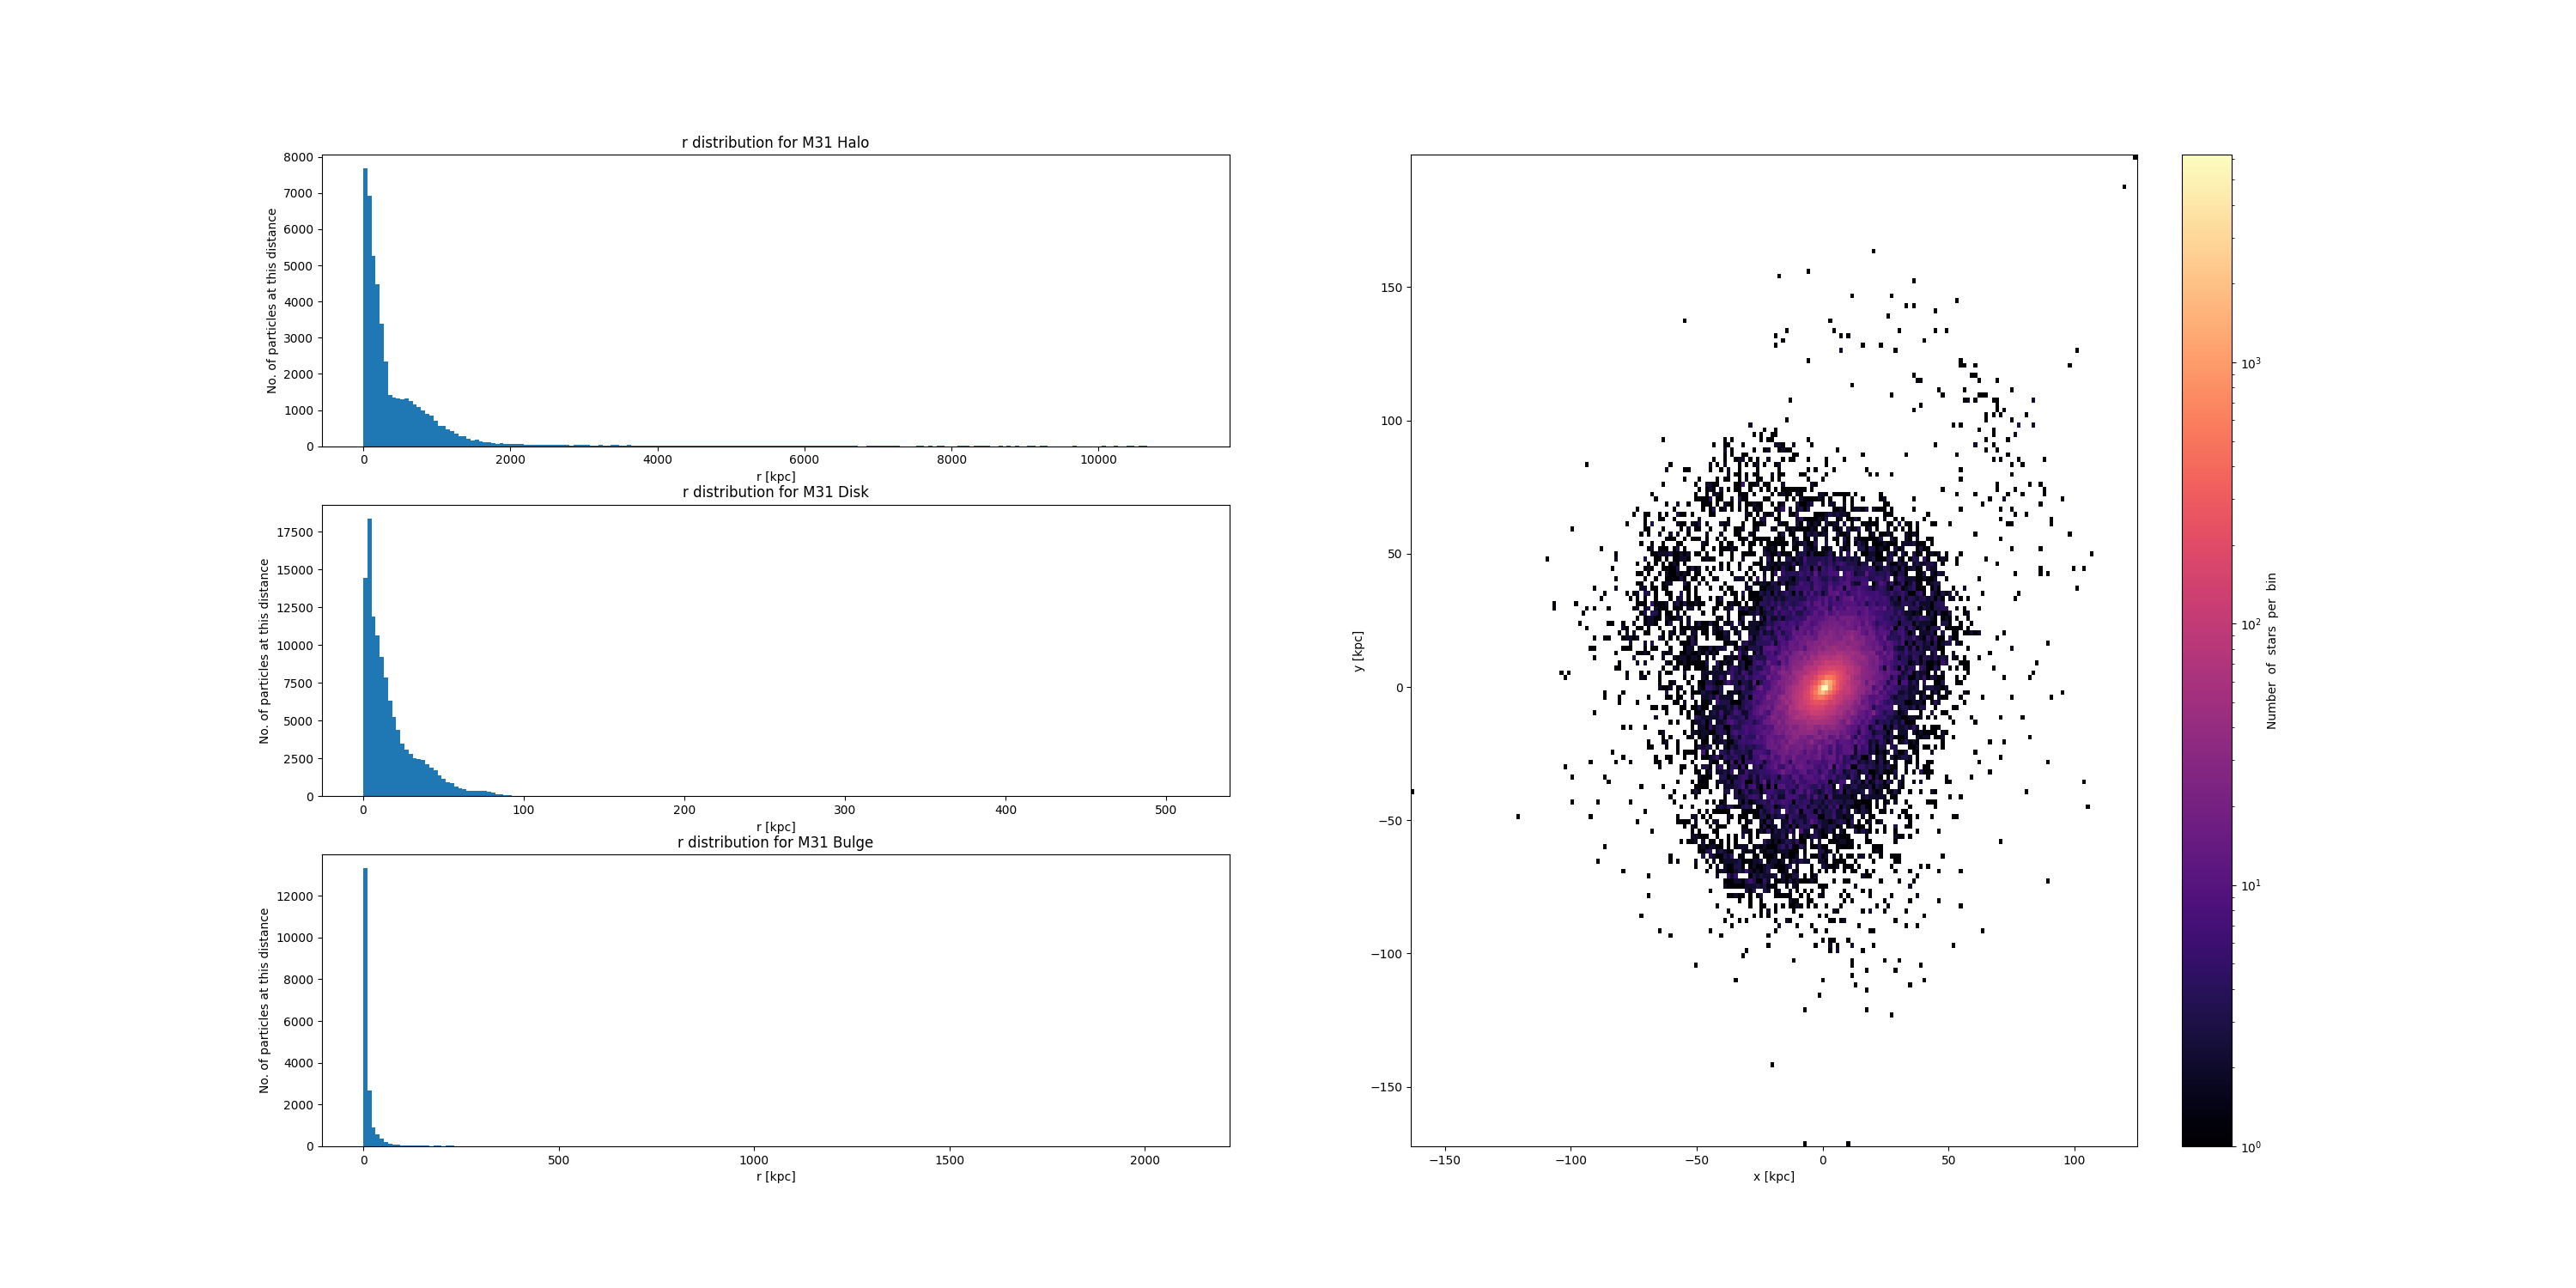 r distribution for M31 Halo
No. of particles at this distance
8000
7000
6000
5000
4000
3000
2000
1000
0
0 2000 4000 6000 8000 10000
r [kpc]
r distribution for M31 Disk
No. of particles at this distance
17500
15000
12500
10000
7500
5000
2500
0
0 100 200 300 400 500
r [kpc]
r distribution for M31 Bulge
No. of particles at this distance
12000
10000
8000
6000
4000
2000
0
0 500 1000 1500 2000
r [kpc]
y [kpc]
150
100
50
0
−50
−100
−150
−150 −100 −50 0 50 100
x [kpc]
10³
10²
10¹
10⁰
Number of stars per bin